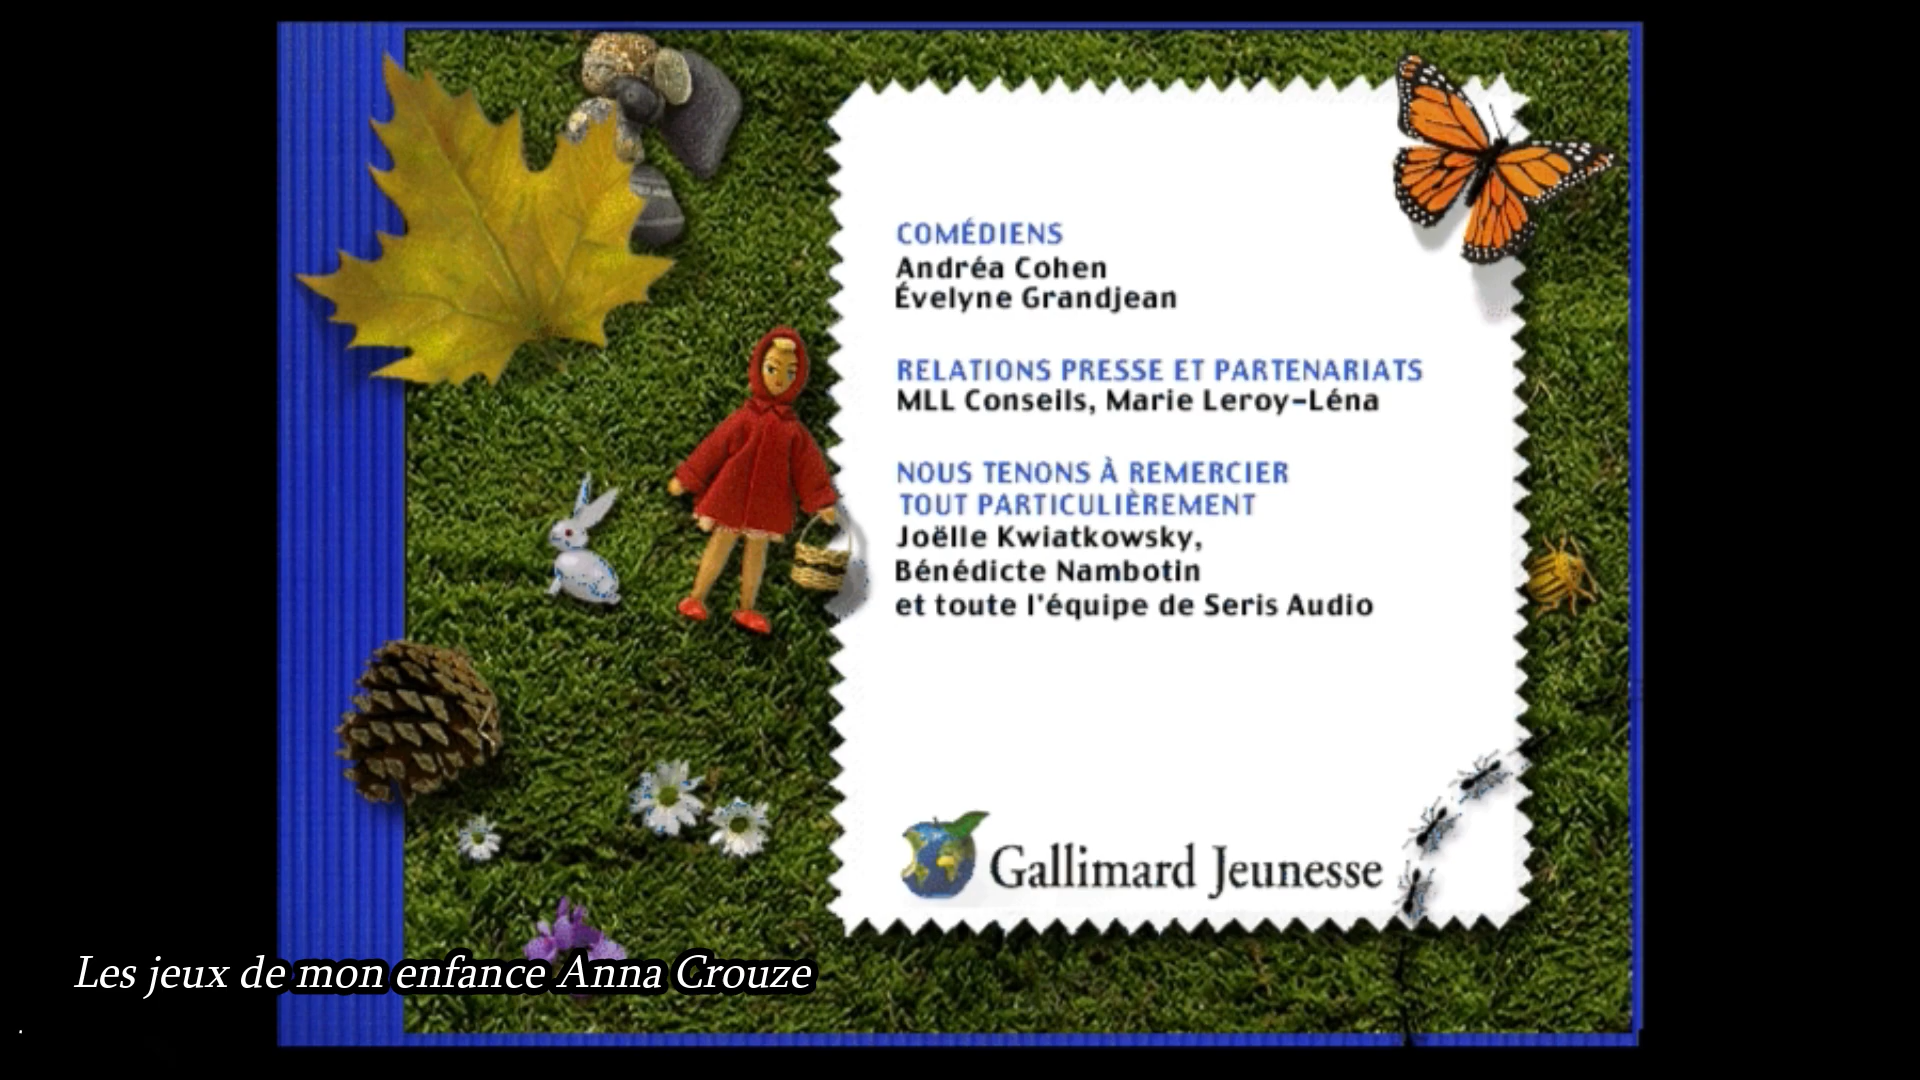 COMÉDIENS
Andréa Cohen
Évelyne Grandjean
RELATIONS PRESSE ET PARTENARIATS
MLL Conseils, Marie Leroy-Léna
NOUS TENONS À REMERCIER
TOUT PARTICULIÈREMENT
Joëlle Kwiatkowsky,
Bénédicte Nambotin
et toute l'équipe de Seris Audio
Gallimard Jeunesse
Les jeux de mon enfance Anna Crouze